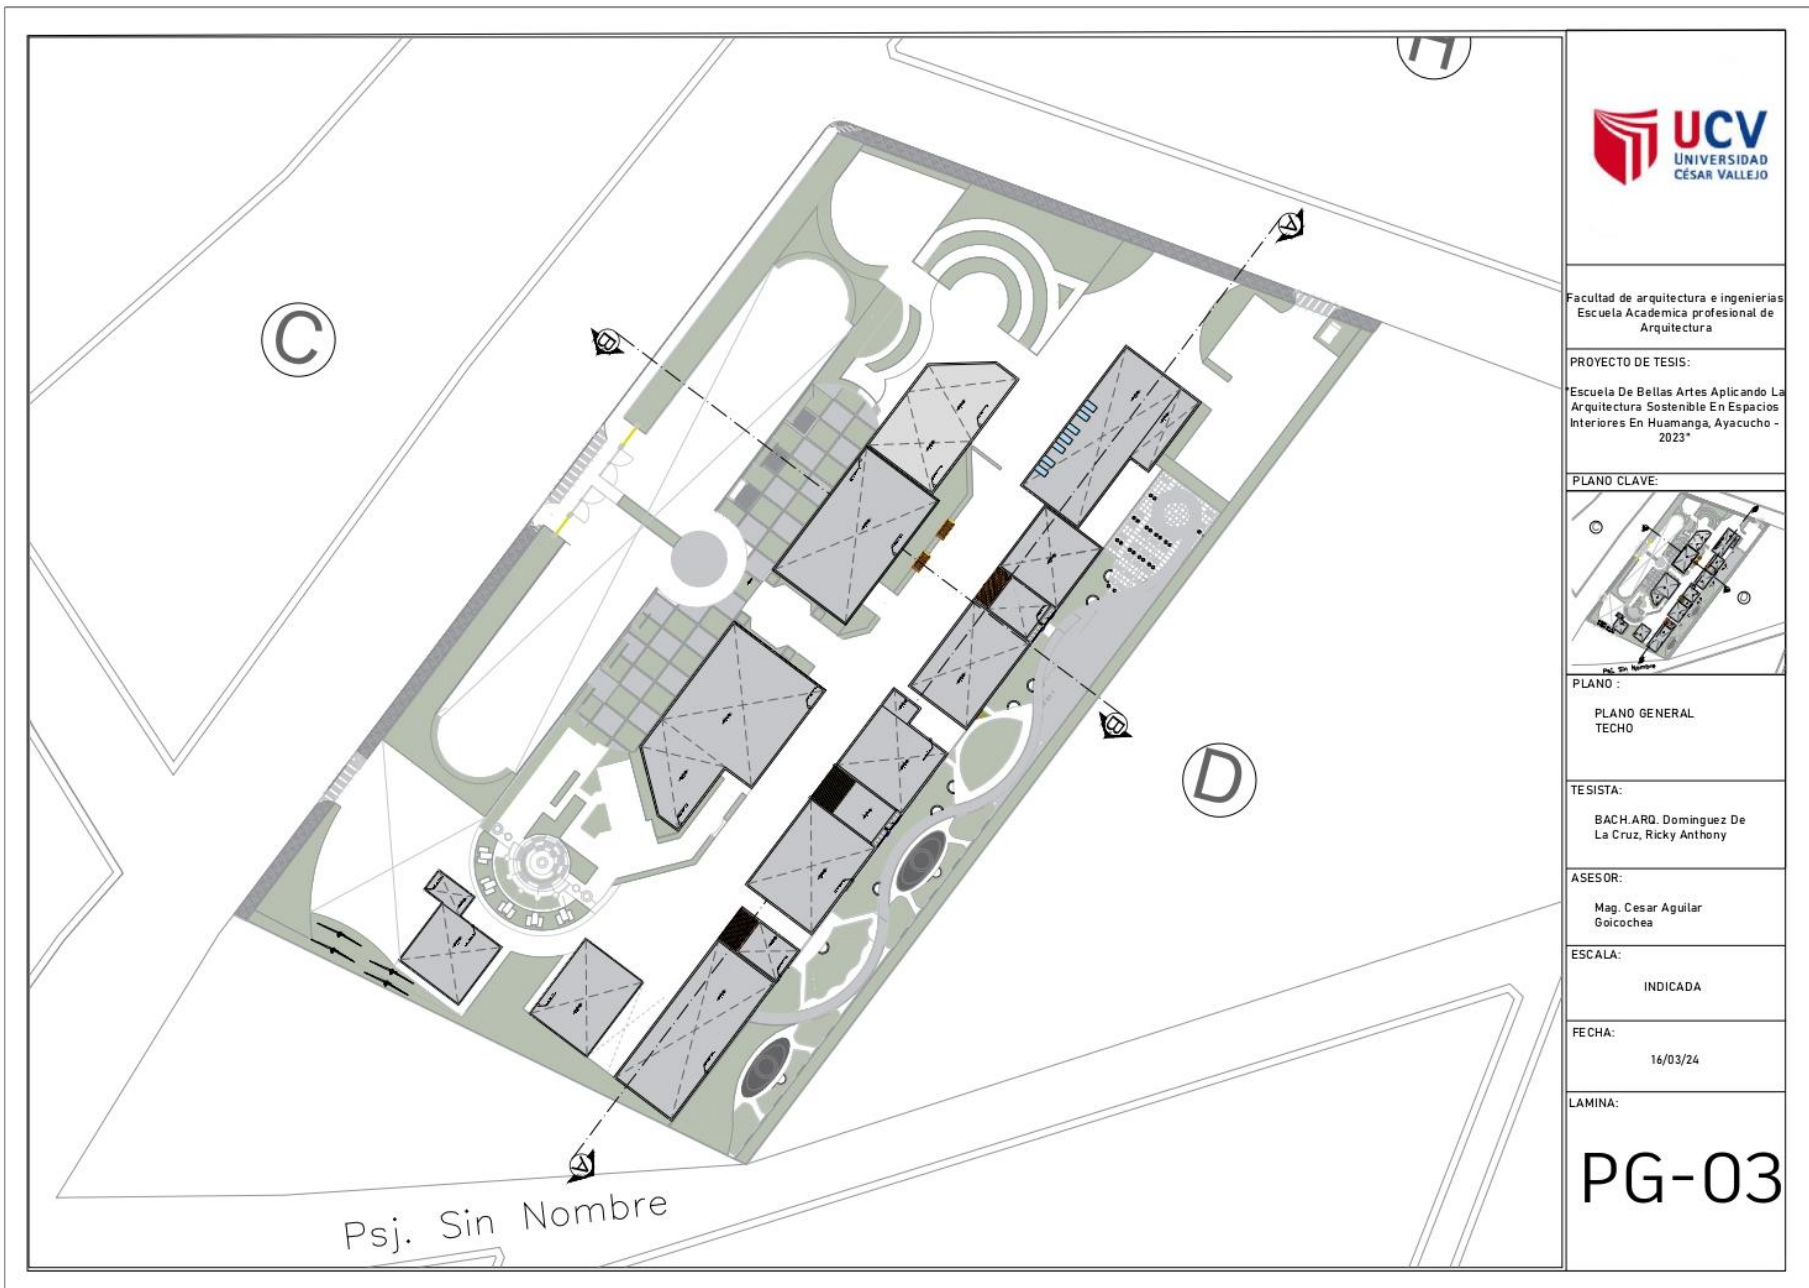 H
C
B
A
D
B
A
Psj. Sin Nombre
UCV
UNIVERSIDAD
CÉSAR VALLEJO
Facultad de arquitectura e ingenierias
Escuela Academica profesional de
Arquitectura
PROYECTO DE TESIS:
"Escuela De Bellas Artes Aplicando La
Arquitectura Sostenible En Espacios
Interiores En Huamanga, Ayacucho -
2023"
PLANO CLAVE:
C
D
Psj. Sin Nombre
PLANO :
PLANO GENERAL
TECHO
TESISTA:
BACH.ARQ. Dominguez De
La Cruz, Ricky Anthony
ASESOR:
Mag. Cesar Aguilar
Goicochea
ESCALA:
INDICADA
FECHA:
16/03/24
LAMINA:
PG-03